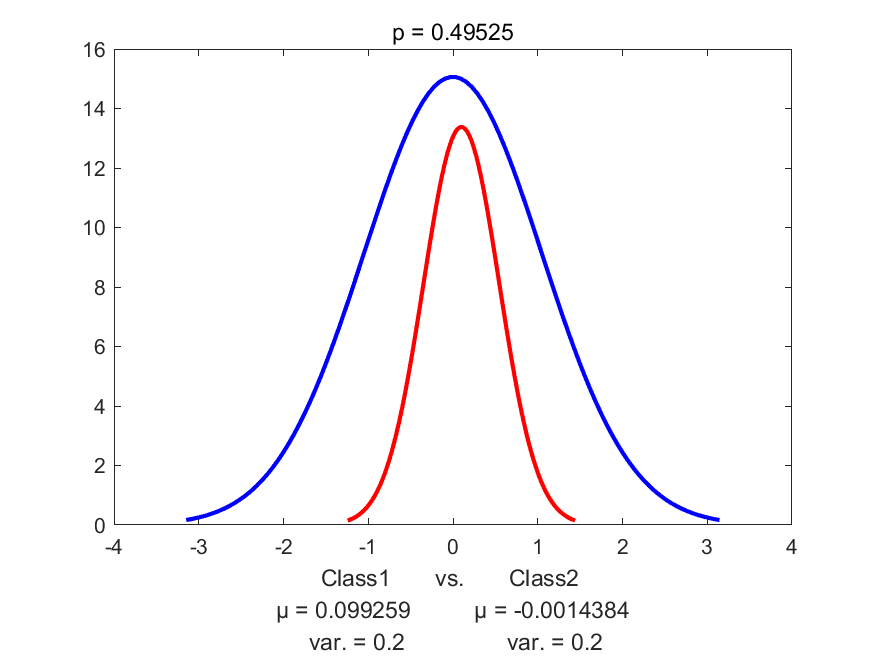 p = 0.49525
16
14
12
10
8
6
4
2
0
-4 -3 -2 -1 0 1 2 3 4
Class1 vs. Class2
μ = 0.099259 μ = -0.0014384
var. = 0.2 var. = 0.2